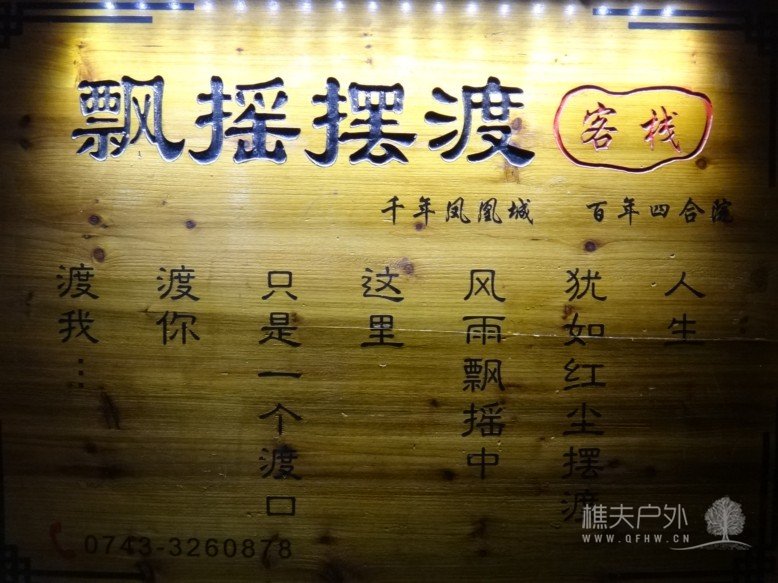 飘摇摆渡 客栈
千年凤凰城 百年四合院
人生
犹如红尘摆渡
风雨飘摇中
这里
只是一个渡口
渡你
渡我…
0743-3260878
樵夫户外
WWW.QFHW.CN